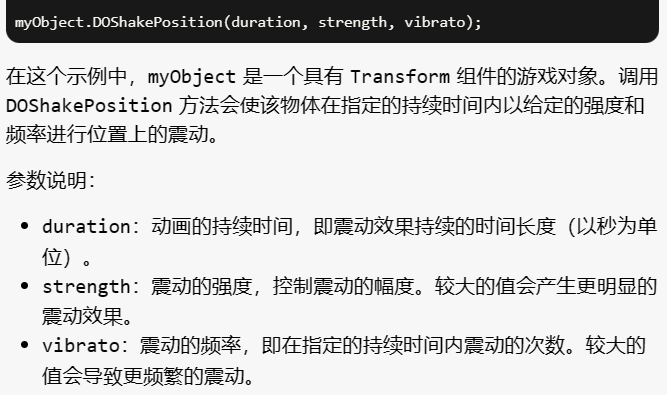 myObject.DOShakePosition(duration, strength, vibrato);
在这个示例中，myObject 是一个具有 Transform 组件的游戏对象。调用
DOShakePosition 方法会使该物体在指定的持续时间内以给定的强度和
频率进行位置上的震动。
参数说明：
• duration：动画的持续时间，即震动效果持续的时间长度（以秒为单
位）。
• strength：震动的强度，控制震动的幅度。较大的值会产生更明显的
震动效果。
• vibrato：震动的频率，即在指定的持续时间内震动的次数。较大的
值会导致更频繁的震动。